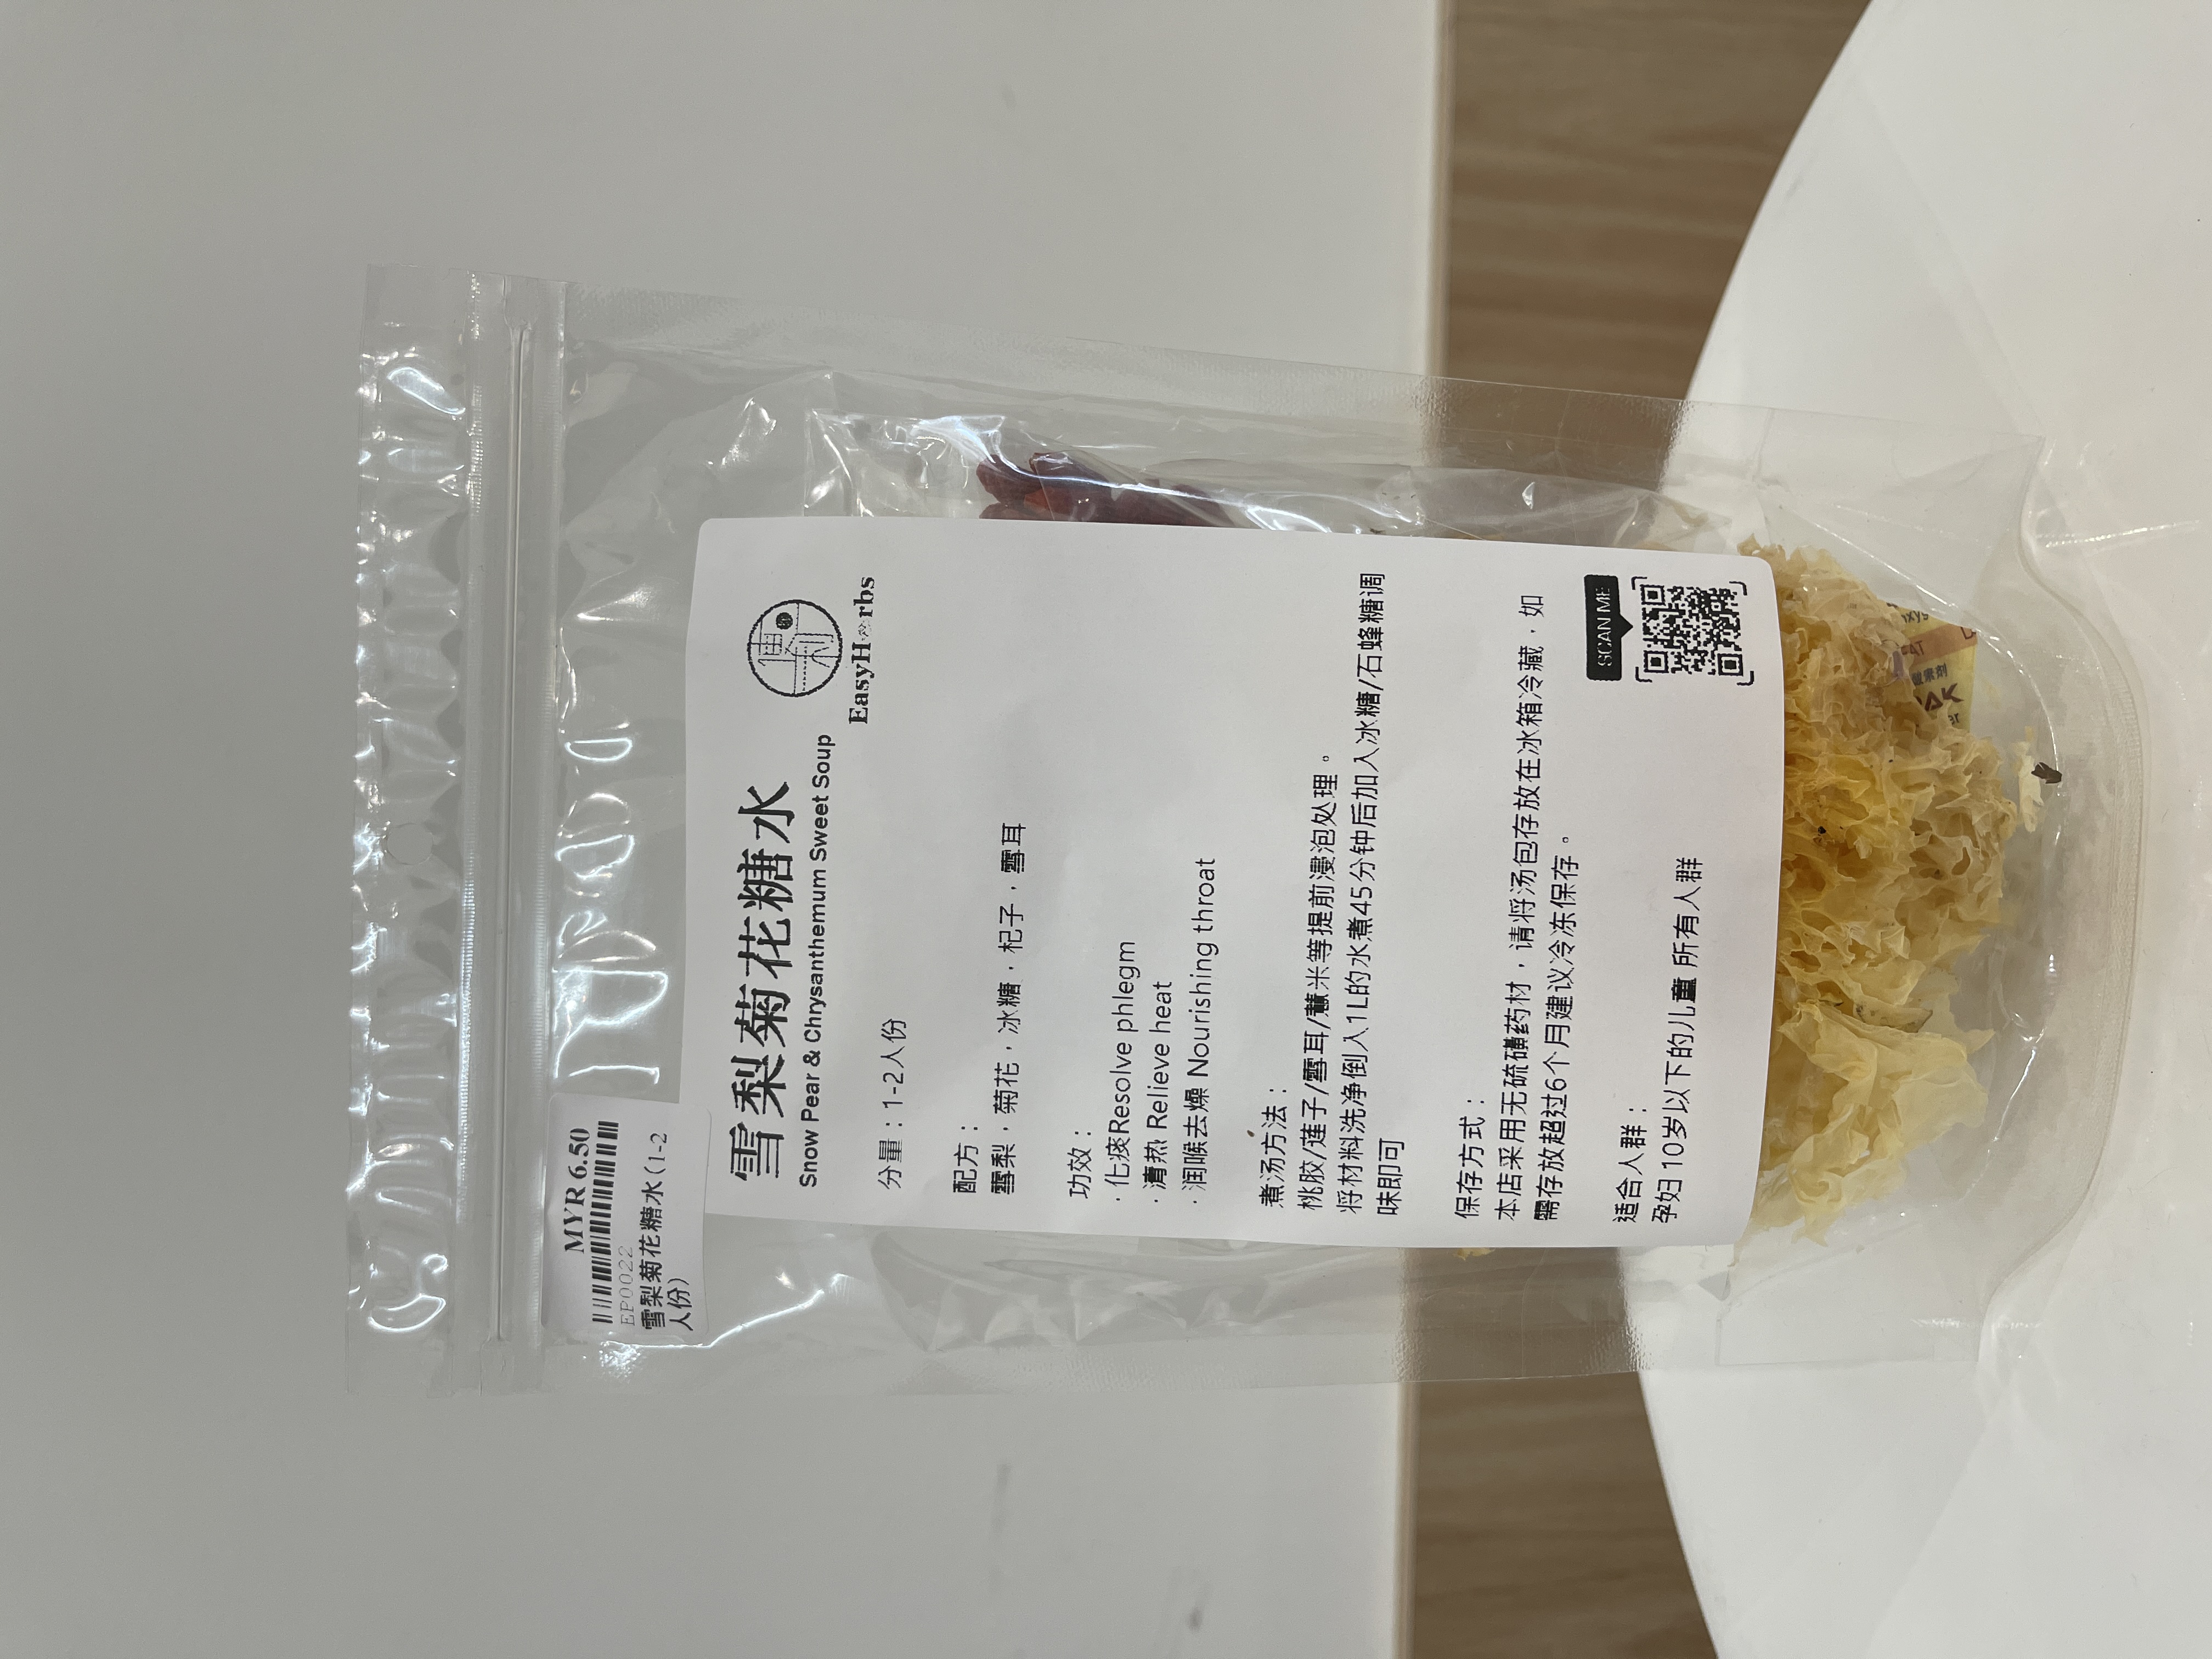 MYR 6.50
EP0022
雪梨菊花糖水(1-2
人份)
雪梨菊花糖水
Snow Pear & Chrysanthemum Sweet Soup
EasyHerbs
分量：1-2人份
配方：
雪梨，菊花，冰糖，杞子，雪耳
功效：
· 化痰Resolve phlegm
· 清热 Relieve heat
· 润喉去燥 Nourishing throat
煮汤方法：
桃胶/莲子/雪耳/薏米等提前浸泡处理。
将材料洗净倒入1L的水煮45分钟后加入冰糖/石蜂糖调
味即可
保存方式：
本店采用无硫磺药材，请将汤包存放在冰箱冷藏，如
需存放超过6个月建议冷冻保存。
适合人群：
孕妇 10岁以下的儿童 所有人群
SCAN ME